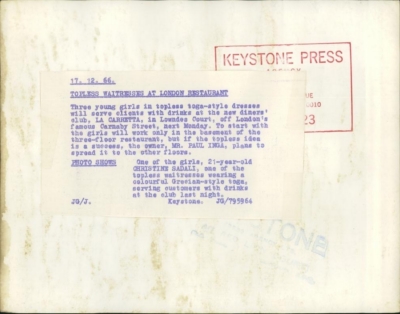 KEYSTONE PRESS
17. 12. 66.
TOPLESS WAITRESSES AT LONDON RESTAURANT
Three young girls in topless toga-style dresses
will serve clients with drinks at the new diners'
club, LA CARRETTA, in Lowndes Court, off London's
famous Carnaby Street, next Monday. To start with
the girls will work only in the basement of the
three-floor restaurant, but if the topless idea
is a success, the owner, MR. PAUL INGA, plans to
spread it to the other floors.
PHOTO SHOWS One of the girls, 21-year-old
CHRISTINE HADALI, one of the
topless waitresses wearing a
colourful Grecian-style toga,
serving customers with drinks
at the club last night.
JG/J. Keystone. JG/795964
23